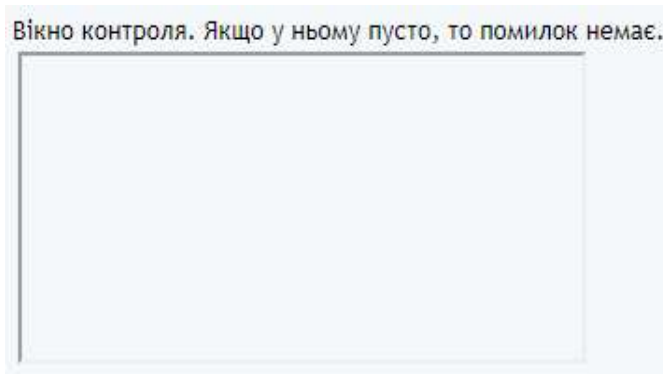 Вікно контроля. Якщо у ньому пусто, то помилок немає.